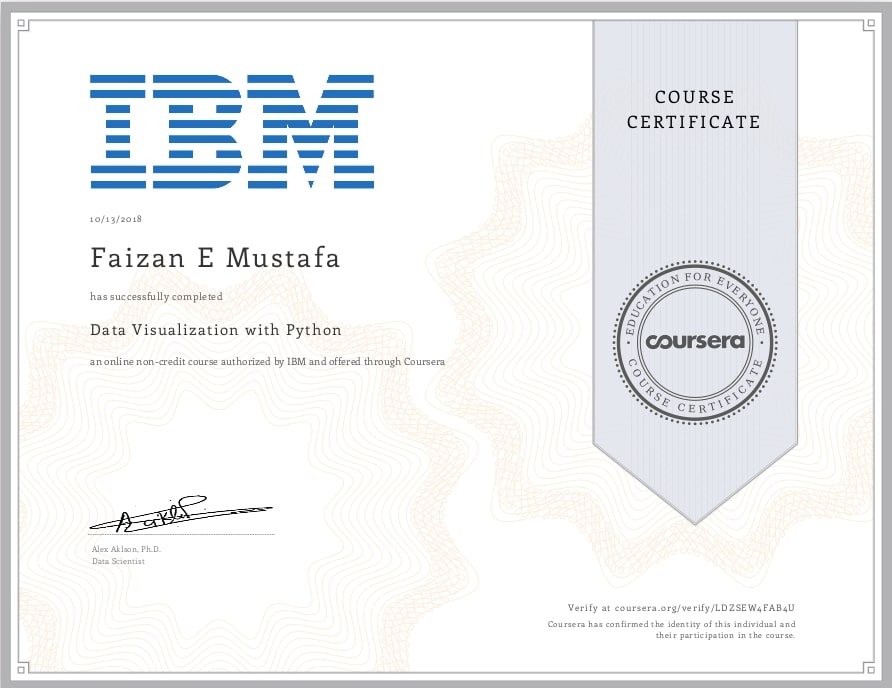 IBM
10/13/2018
Faizan E Mustafa
has successfully completed
Data Visualization with Python
an online non-credit course authorized by IBM and offered through Coursera
Alex Aklson, Ph.D.
Data Scientist
COURSE
CERTIFICATE
EDUCATION FOR EVERYONE
coursera
COURSE CERTIFICATE
Verify at coursera.org/verify/LDZSEW4FAB4U
Coursera has confirmed the identity of this individual and
their participation in the course.